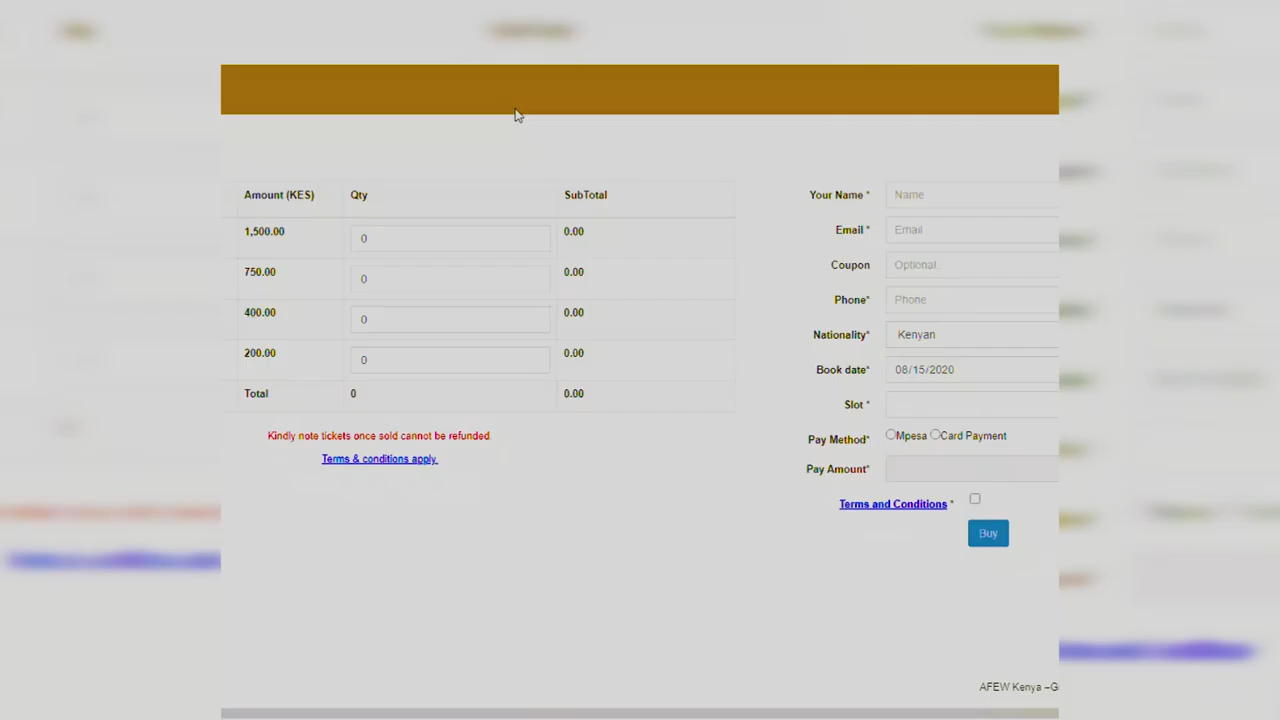 Amount (KES) Qty SubTotal
1,500.00 0 0.00
750.00 0 0.00
400.00 0 0.00
200.00 0 0.00
Total 0 0.00
Kindly note tickets once sold cannot be refunded.
Terms & conditions apply.
Your Name * Name
Email * Email
Coupon Optional.
Phone* Phone
Nationality* Kenyan
Book date* 08/15/2020
Slot *
Pay Method* Mpesa Card Payment
Pay Amount*
Terms and Conditions *
Buy
AFEW Kenya –G